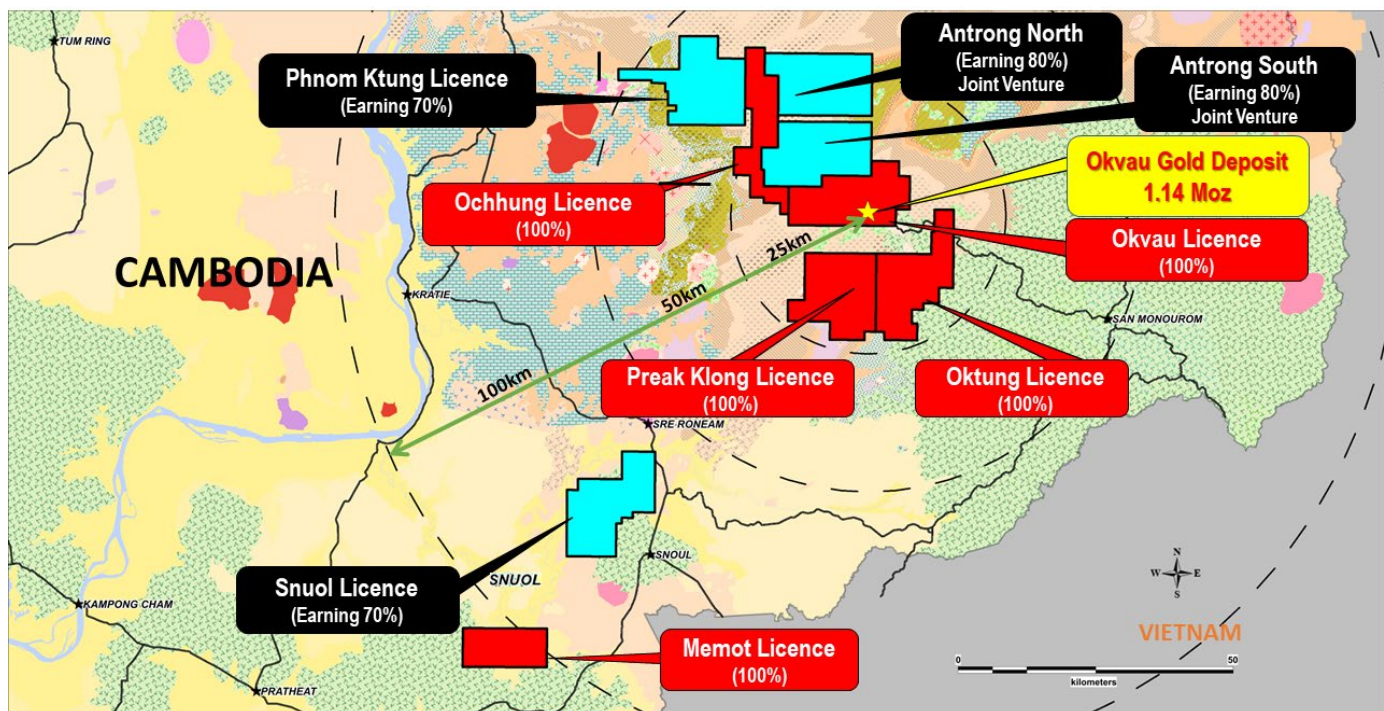 TUM RING
Phnom Ktung Licence
(Earning 70%)
Antrong North
(Earning 80%)
Joint Venture
Antrong South
(Earning 80%)
Joint Venture
Okvau Gold Deposit
1.14 Moz
Ochhung Licence
(100%)
Okvau Licence
(100%)
25km
CAMBODIA
KRATIE
50km
SAN MONOUROM
100km
Preak Klong Licence
(100%)
Oktung Licence
(100%)
SRE RONEAM
SNOUL
N
W
E
S
Snuol Licence
(Earning 70%)
SNUOL
KAMPONG CHAM
VIETNAM
Memot Licence
(100%)
0
50
kilometers
PRATHEAT